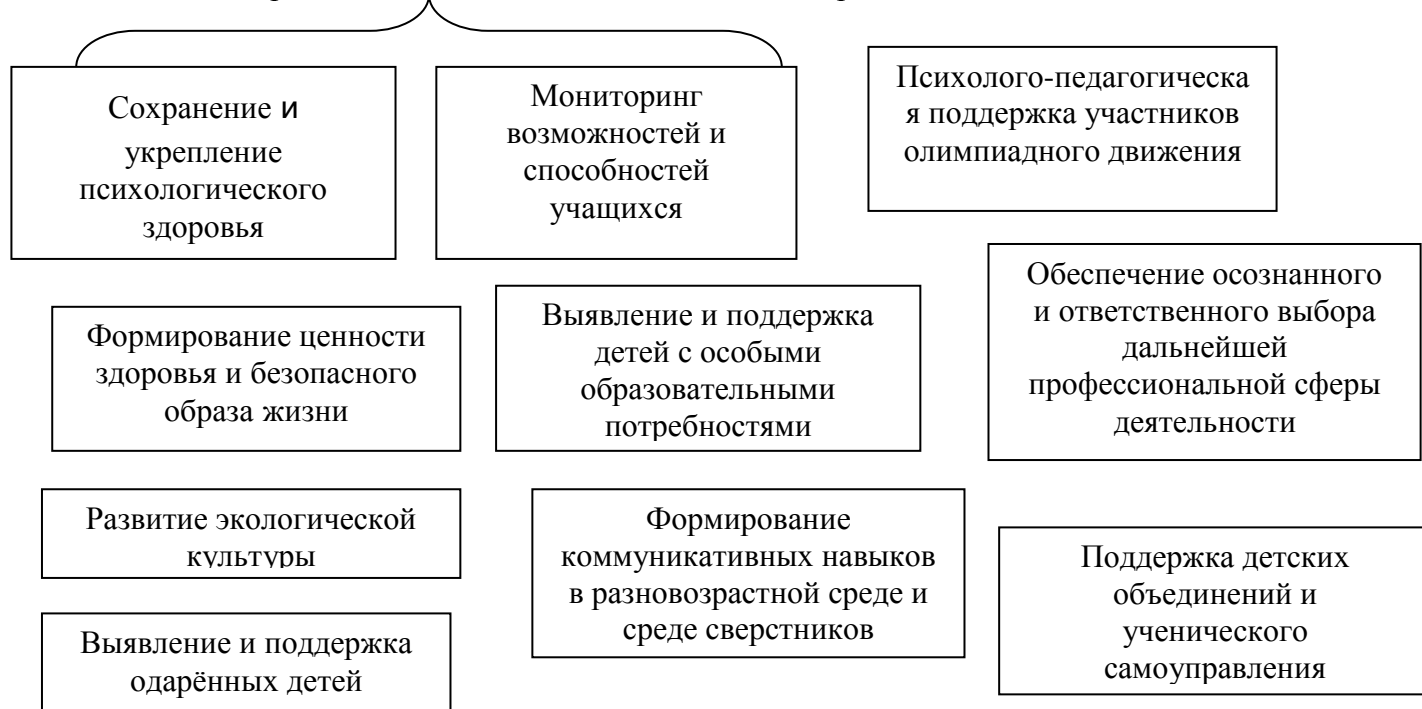 Сохранение и
укрепление
психологического
здоровья
Мониторинг
возможностей и
способностей
учащихся
Психолого-педагогическа
я поддержка участников
олимпиадного движения
Формирование ценности
здоровья и безопасного
образа жизни
Выявление и поддержка
детей с особыми
образовательными
потребностями
Обеспечение осознанного
и ответственного выбора
дальнейшей
профессиональной сферы
деятельности
Развитие экологической
культуры
Формирование
коммуникативных навыков
в разновозрастной среде и
среде сверстников
Поддержка детских
объединений и
ученического
самоуправления
Выявление и поддержка
одарённых детей